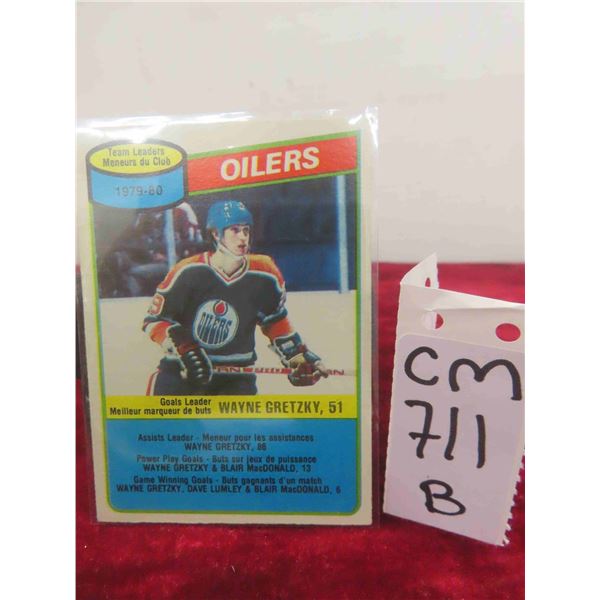 Team Leaders
Meneurs du Club
1979-80
OILERS
9
OILERS
Goals Leader
Meilleur marqueur de buts WAYNE GRETZKY, 51
Assists Leader - Meneur pour les assistances
WAYNE GRETZKY, 86
Power Play Goals - Buts sur jeux de puissance
WAYNE GRETZKY & BLAIR MacDONALD, 13
Game Winning Goals - Buts gagnants d'un match
WAYNE GRETZKY, DAVE LUMLEY & BLAIR MacDONALD, 6
CM
711
B